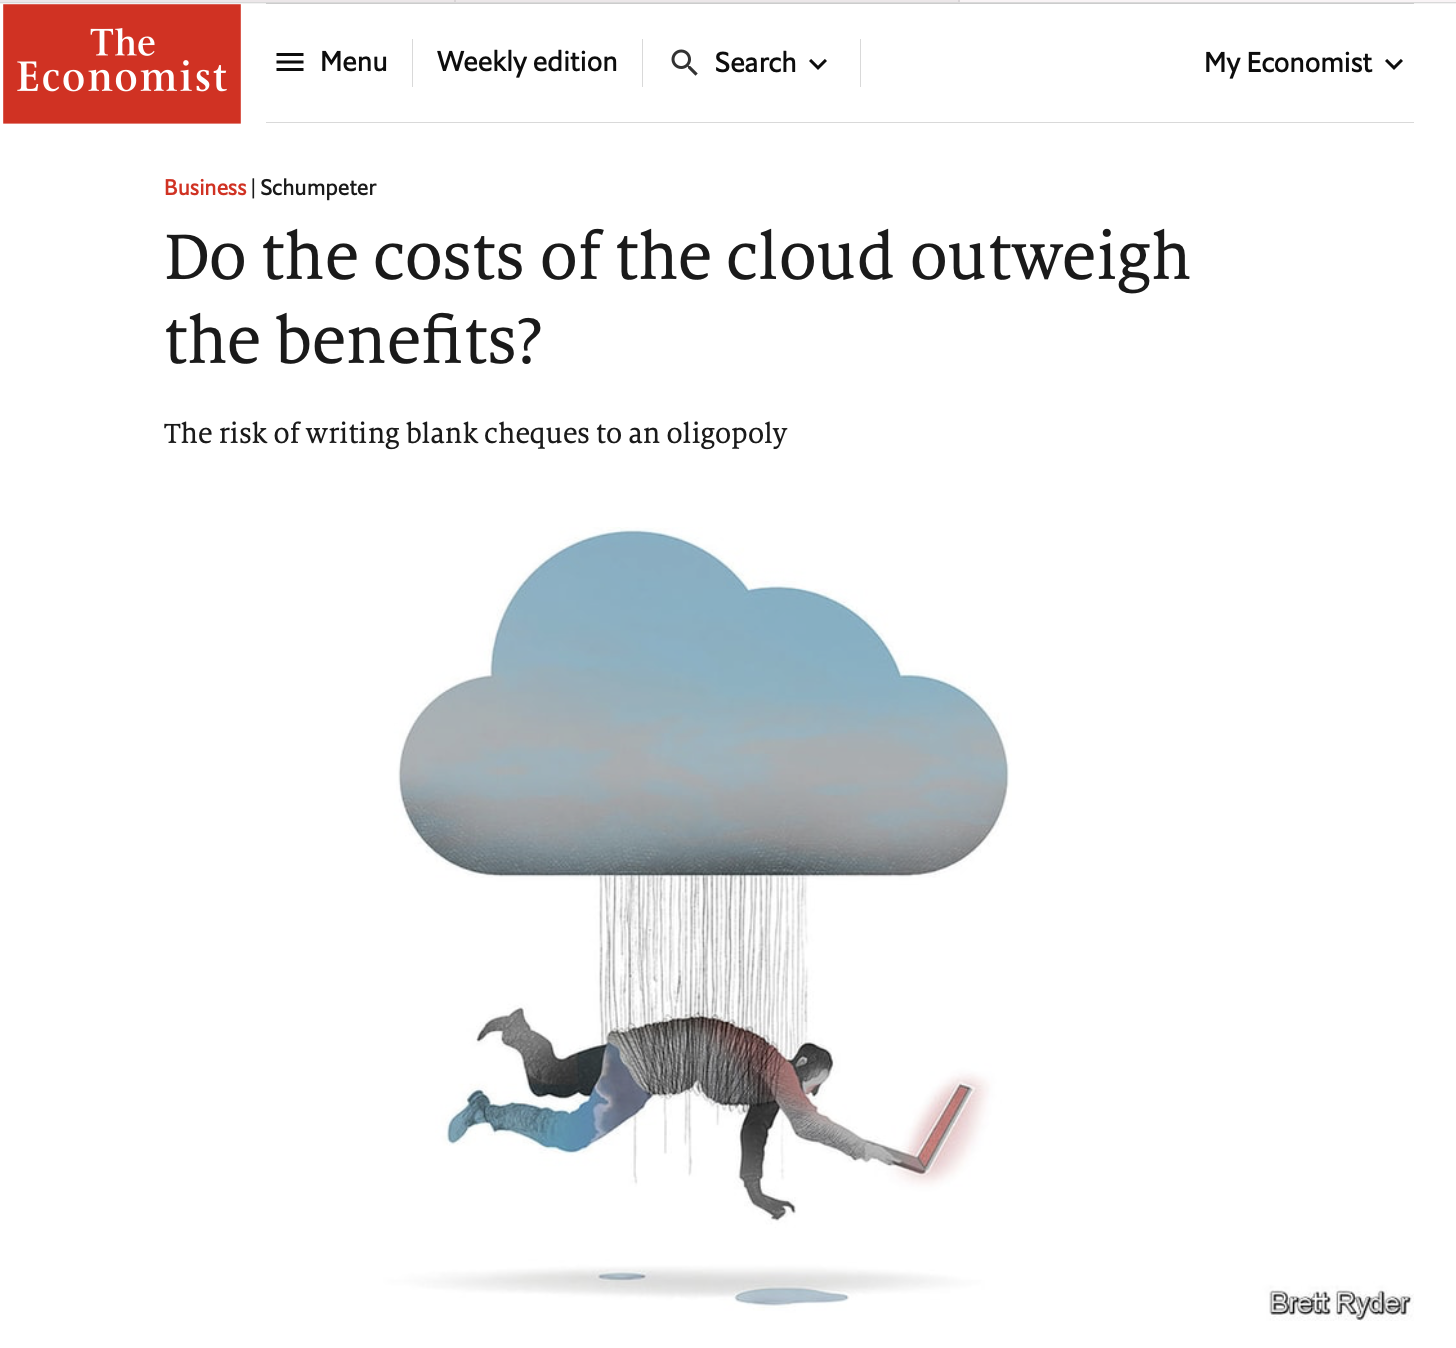 The
Economist
Menu
Weekly edition
Search
My Economist
Business | Schumpeter
Do the costs of the cloud outweigh
the benefits?
The risk of writing blank cheques to an oligopoly
Brett Ryder